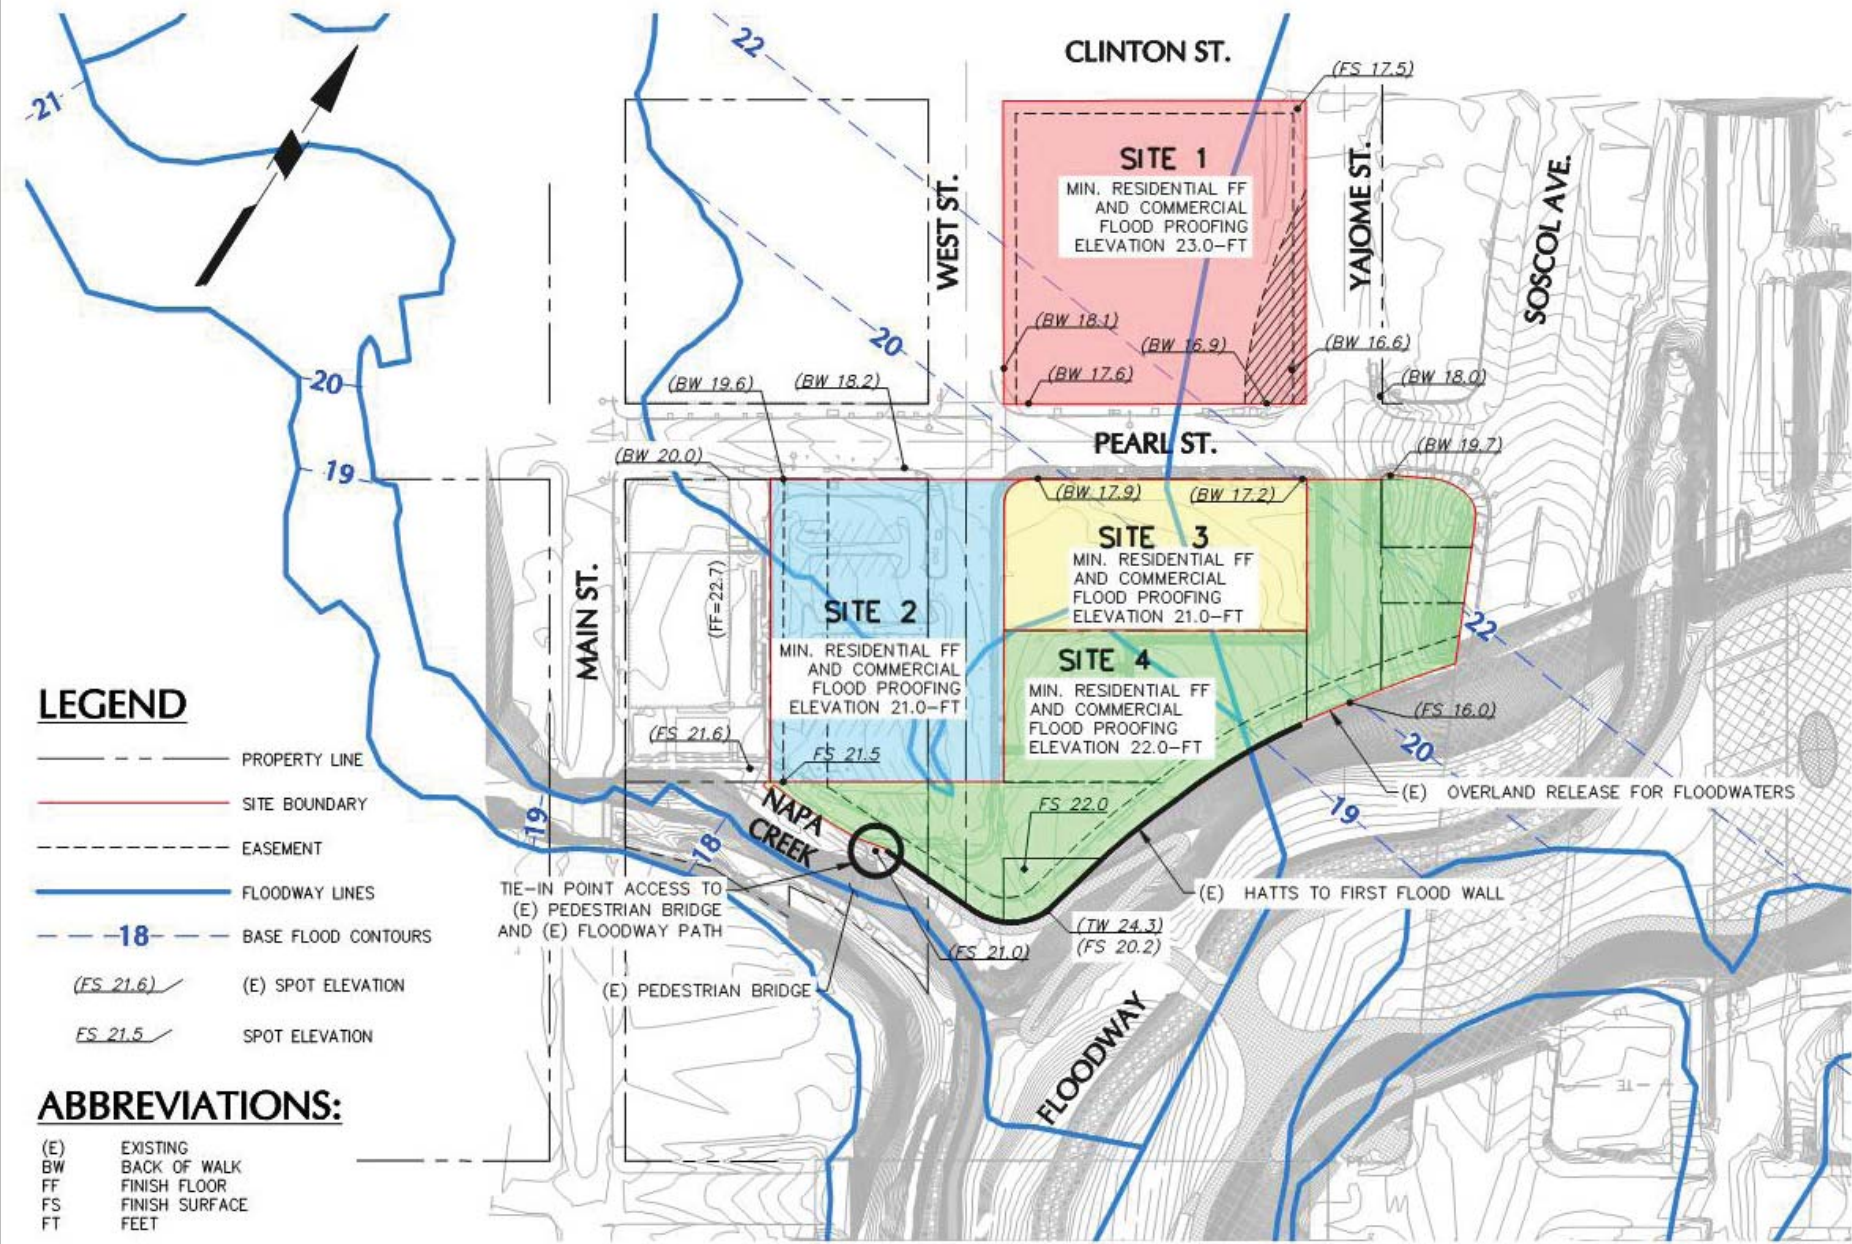 22
CLINTON ST.
(FS 17.5)
21
SITE 1
MIN. RESIDENTIAL FF
AND COMMERCIAL
FLOOD PROOFING
ELEVATION 23.0-FT
WEST ST.
YAJOME ST.
SOSCOL AVE.
(BW 18.1)
20
(BW 16.9)
(BW 16.6)
20
(BW 19.6)
(BW 18.2)
(BW 17.6)
(BW 18.0)
PEARL ST.
(BW 19.7)
(BW 20.0)
19
(BW 17.9)
(BW 17.2)
SITE 3
MIN. RESIDENTIAL FF
AND COMMERCIAL
FLOOD PROOFING
ELEVATION 21.0-FT
MAIN ST.
(FF=22.7)
SITE 2
MIN. RESIDENTIAL FF
AND COMMERCIAL
FLOOD PROOFING
ELEVATION 21.0-FT
22
SITE 4
MIN. RESIDENTIAL FF
AND COMMERCIAL
FLOOD PROOFING
ELEVATION 22.0-FT
(FS 16.0)
(FS 21.6)
FS 21.5
20
(E) OVERLAND RELEASE FOR FLOODWATERS
NAPA
CREEK
FS 22.0
19
19
18
TIE-IN POINT ACCESS TO
(E) PEDESTRIAN BRIDGE
AND (E) FLOODWAY PATH
(E) HATTS TO FIRST FLOOD WALL
(TW 24.3)
(FS 20.2)
(FS 21.0)
(E) PEDESTRIAN BRIDGE
FLOODWAY
TE
LEGEND
PROPERTY LINE
SITE BOUNDARY
EASEMENT
FLOODWAY LINES
18 BASE FLOOD CONTOURS
(FS 21.6) (E) SPOT ELEVATION
FS 21.5 SPOT ELEVATION
ABBREVIATIONS:
(E) EXISTING
BW BACK OF WALK
FF FINISH FLOOR
FS FINISH SURFACE
FT FEET